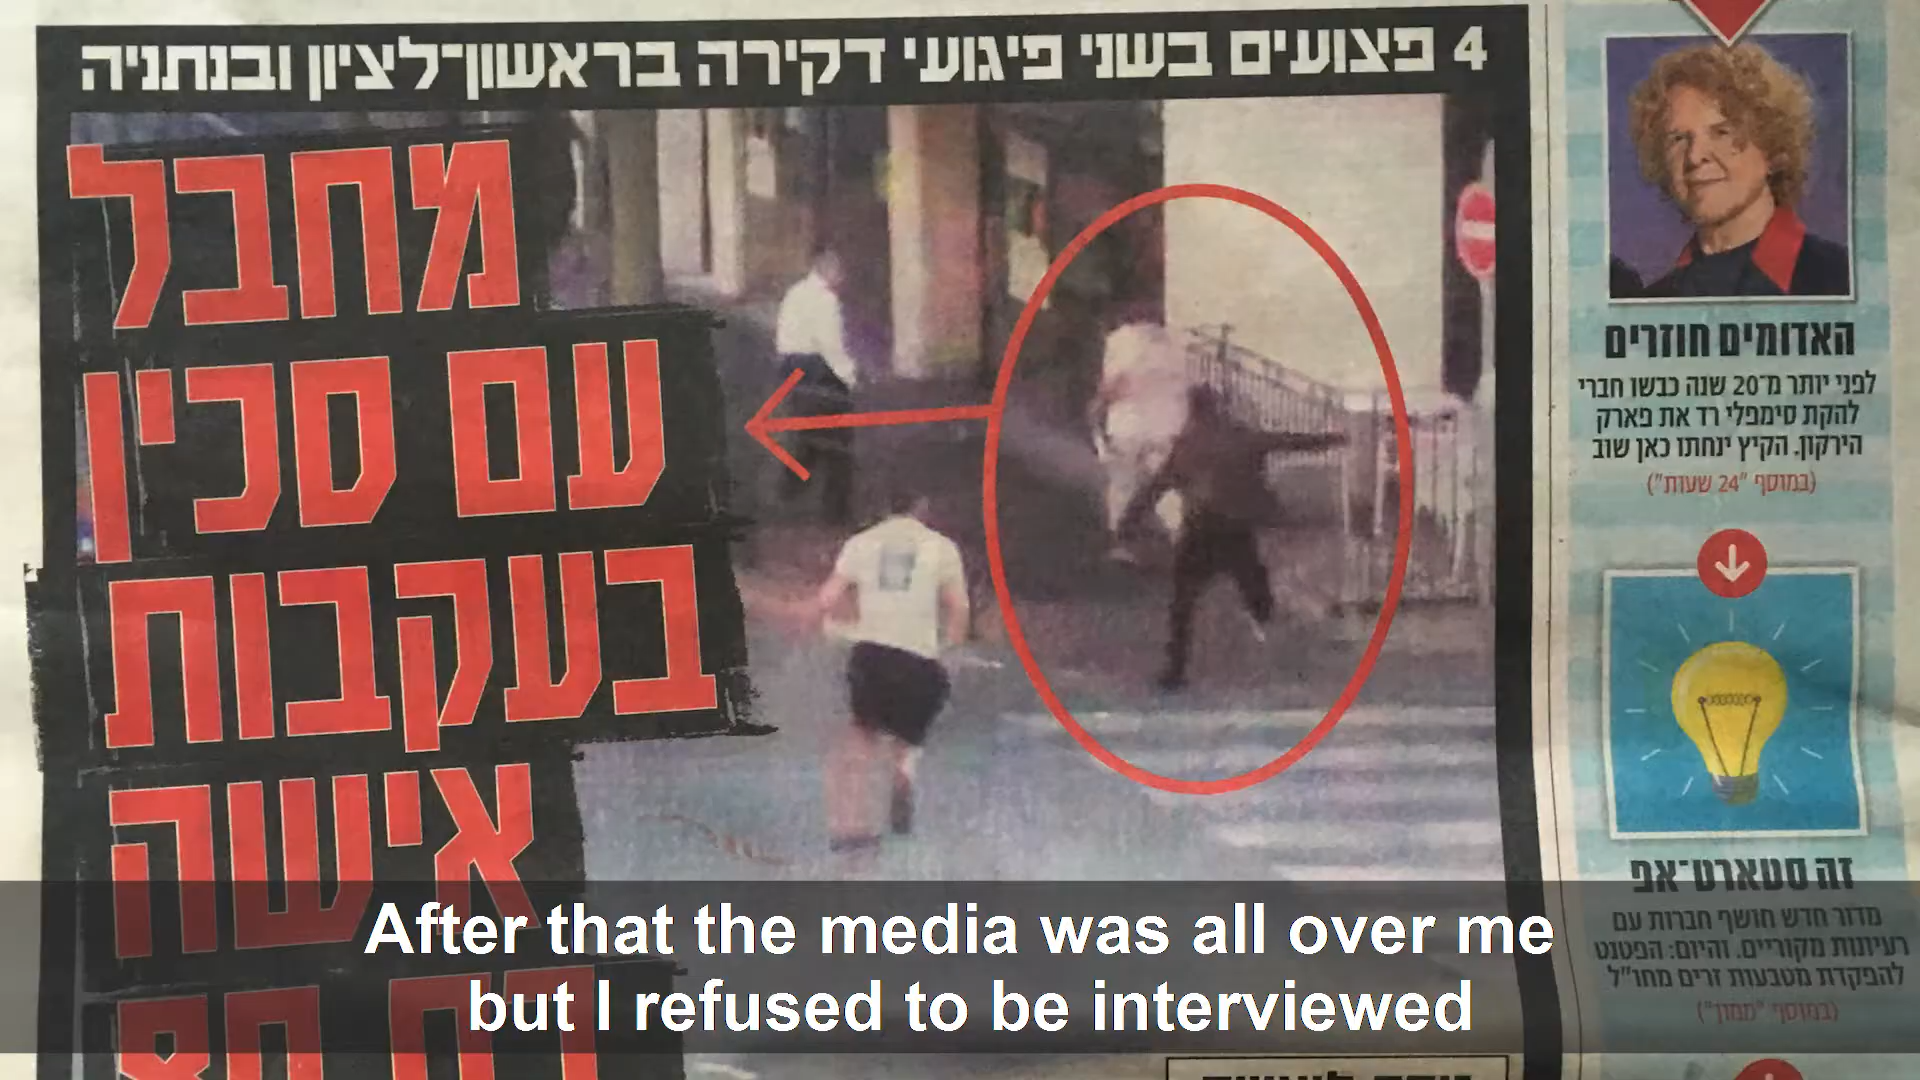 4 פצועים בשני פיגועי דקירה בראשון־לציון ובנתניה
מחבל
עם סכין
בעקבות
אישה
בת 80
האדומים חוזרים
לפני יותר מ־20 שנה כבשו חברי
להקת סימפלי רד את פארק
הירקון. הקיץ ינחתו כאן שוב
(במוסף "24 שעות")
זה סטארט־אפ
מדור חדש חושף חברות עם
רעיונות מקוריים. והיום: הפטנט
להפקדת מטבעות זרים מחו"ל
(במוסף "ממון")
After that the media was all over me
but I refused to be interviewed